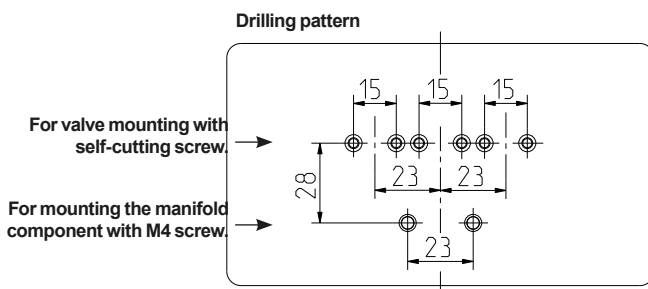 Drilling pattern
15 15 15
For valve mounting with
self-cutting screw.
23 23
28
For mounting the manifold
component with M4 screw.
23